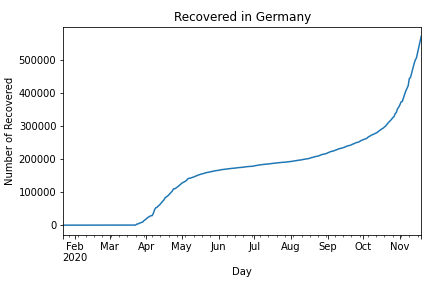 Recovered in Germany
Number of Recovered
500000
400000
300000
200000
100000
0
Feb Mar Apr May Jun Jul Aug Sep Oct Nov
2020
Day